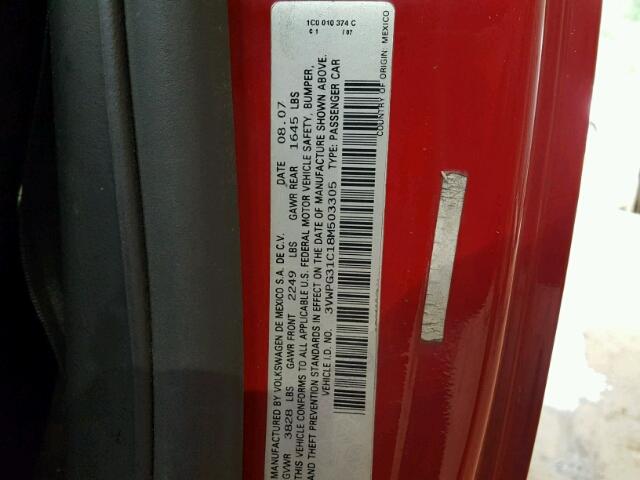 1C0 010 374 C
C 1 / 07
MANUFACTURED BY VOLKSWAGEN DE MEXICO S.A. DE C.V. DATE 08.07
GVWR 3828 LBS GAWR FRONT 2249 LBS GAWR REAR 1645 LBS
THIS VEHICLE CONFORMS TO ALL APPLICABLE U.S. FEDERAL MOTOR VEHICLE SAFETY, BUMPER,
AND THEFT PREVENTION STANDARDS IN EFFECT ON THE DATE OF MANUFACTURE SHOWN ABOVE.
VEHICLE I.D. NO. 3VWPG31C18M503305 TYPE: PASSENGER CAR
COUNTRY OF ORIGIN: MEXICO